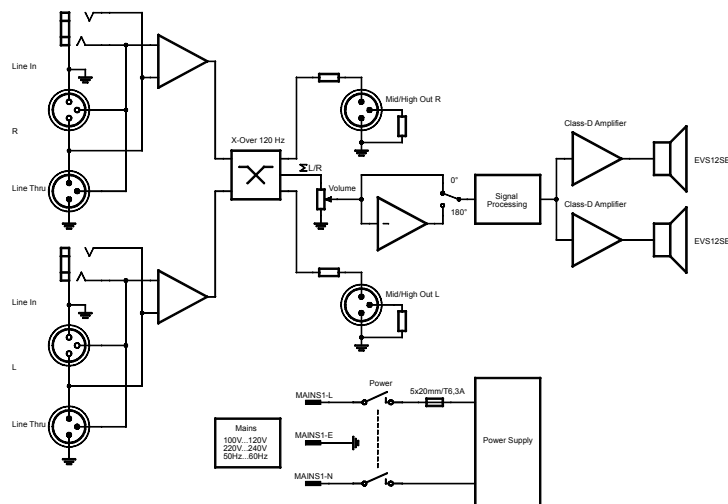 Line In
R
Line Thru
X-Over 120 Hz
ΣL/R
Mid/High Out R
Volume
0°
180°
Signal
Processing
Class-D Amplifier
EVS12SE
Class-D Amplifier
EVS12SE
Line In
L
Line Thru
Mid/High Out L
Mains
100V...120V
220V...240V
50Hz...60Hz
MAINS1-L
MAINS1-E
MAINS1-N
Power
5x20mm/T6,3A
Power Supply